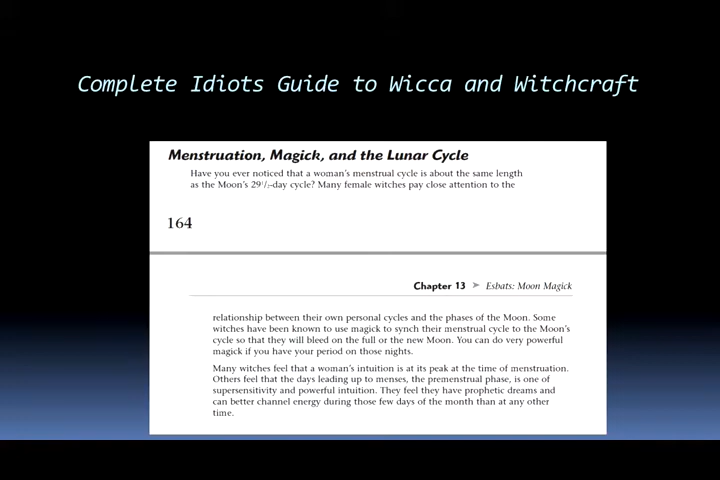 Complete Idiots Guide to Wicca and Witchcraft
Menstruation, Magick, and the Lunar Cycle
Have you ever noticed that a woman's menstrual cycle is about the same length
as the Moon's 29½-day cycle? Many female witches pay close attention to the
164
Chapter 13 ➤ Esbats: Moon Magick
relationship between their own personal cycles and the phases of the Moon. Some
witches have been known to use magick to synch their menstrual cycle to the Moon's
cycle so that they will bleed on the full or the new Moon. You can do very powerful
magick if you have your period on those nights.
Many witches feel that a woman's intuition is at its peak at the time of menstruation.
Others feel that the days leading up to menses, the premenstrual phase, is one of
supersensitivity and powerful intuition. They feel they have prophetic dreams and
can better channel energy during those few days of the month than at any other
time.